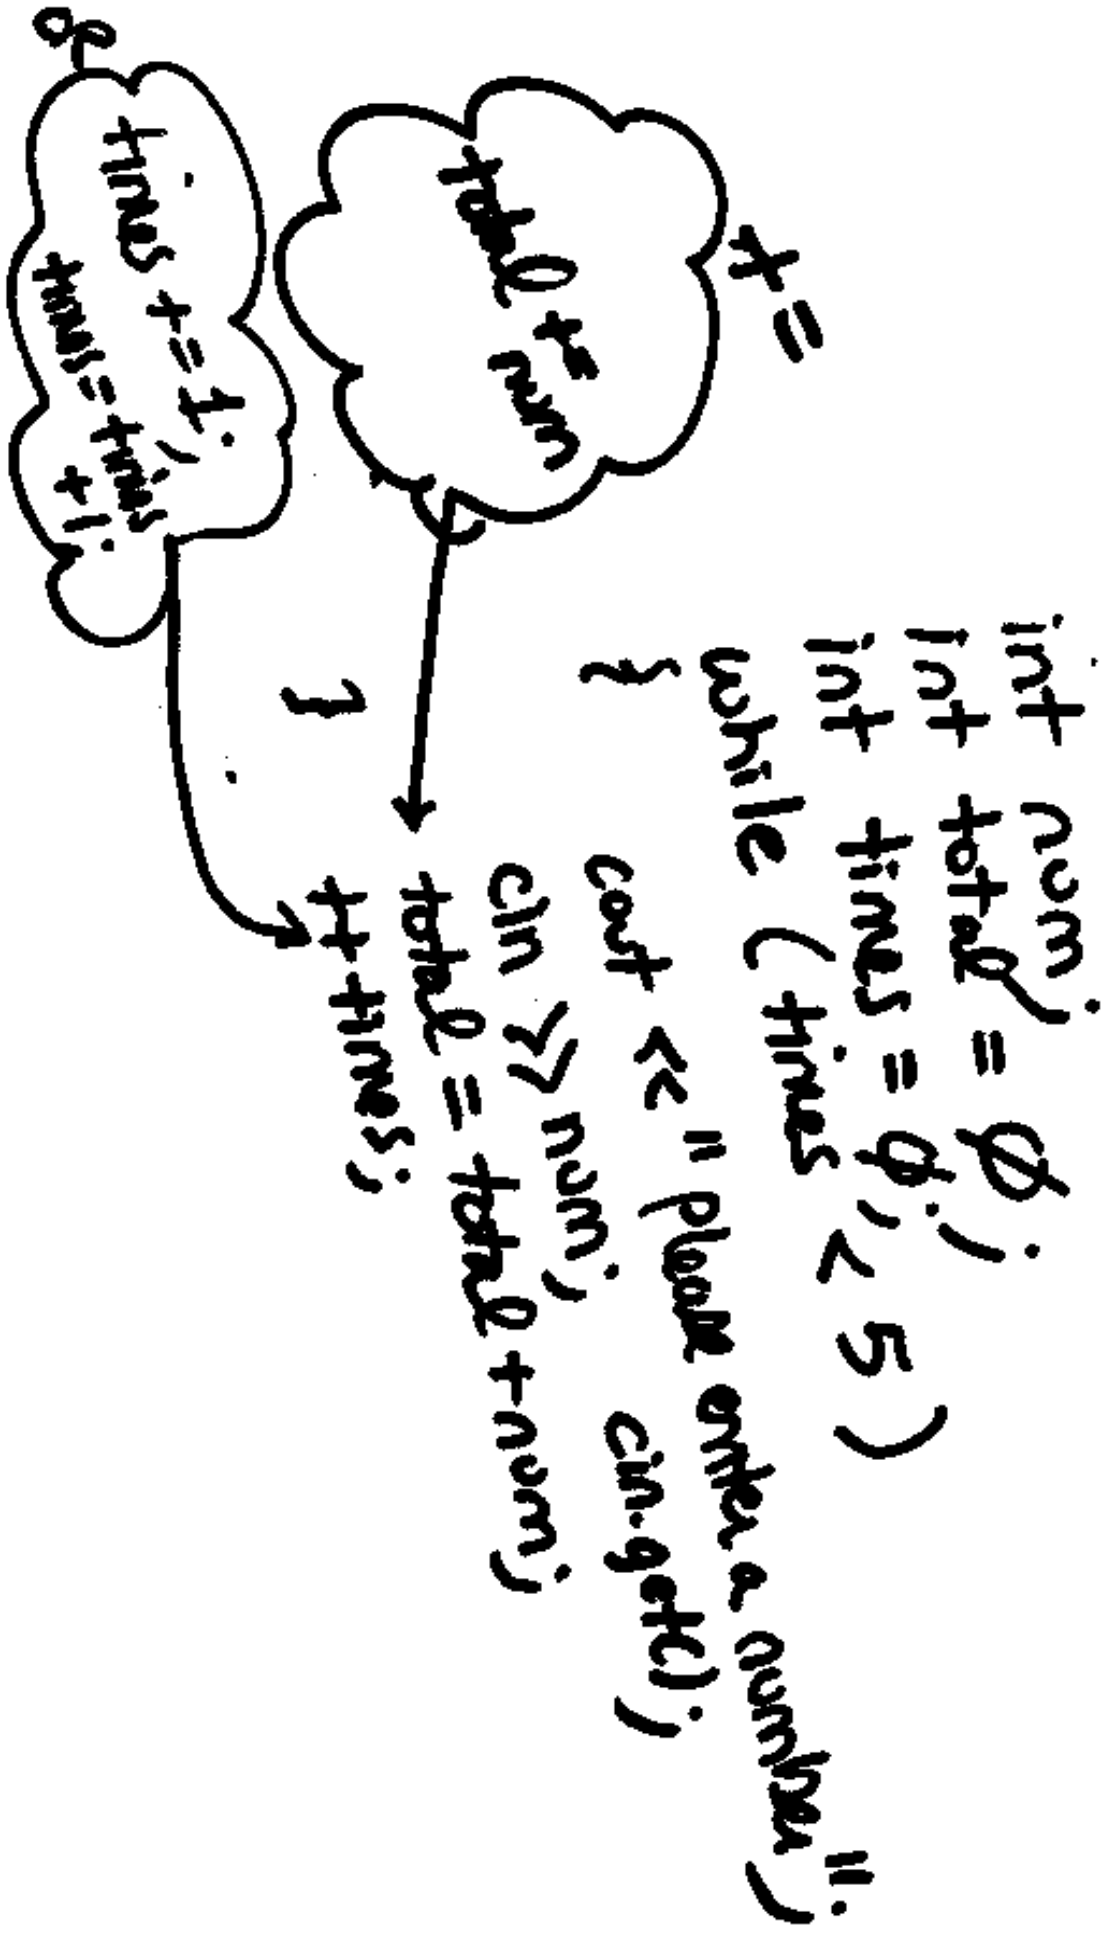 int num;
int total = 0;
int times = 0;
while ( times < 5 )
{
cout << " please enter a number";
cin >> num; cin.get();
total = total + num;
++times;
}
+=
total += num
times += 1;
times = times
+1;
or